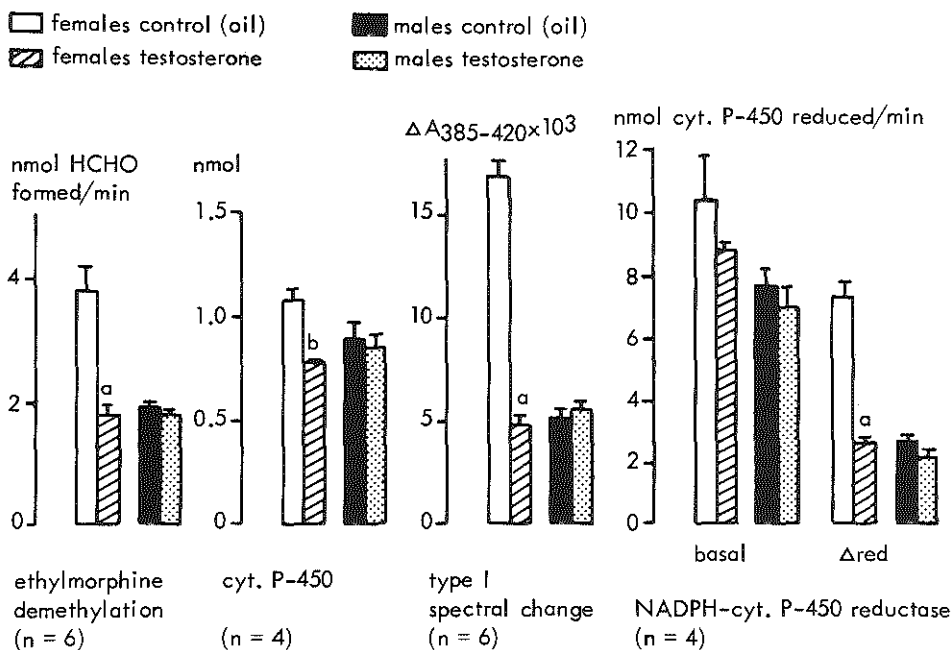 females control (oil)
females testosterone
males control (oil)
males testosterone
nmol HCHO
formed/min
4
2
0
a
ethylmorphine
demethylation
(n = 6)
nmol
1.5
1.0
0.5
0
b
cyt. P-450
(n = 4)
ΔA385-420×103
15
10
5
0
a
type I
spectral change
(n = 6)
nmol cyt. P-450 reduced/min
12
10
8
6
4
2
0
a
basal
Δred
NADPH-cyt. P-450 reductase
(n = 4)